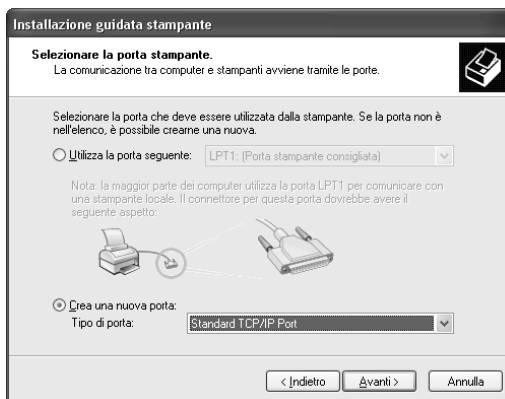 Installazione guidata stampante
Selezionare la porta stampante.
La comunicazione tra computer e stampanti avviene tramite le porte.
Selezionare la porta che deve essere utilizzata dalla stampante. Se la porta non è
nell'elenco, è possibile crearne una nuova.
Utilizza la porta seguente: LPT1: (Porta stampante consigliata)
Nota: la maggior parte dei computer utilizza la porta LPT1 per comunicare con
una stampante locale. Il connettore per questa porta dovrebbe avere il
seguente aspetto:
Crea una nuova porta:
Tipo di porta: Standard TCP/IP Port
< Indietro Avanti > Annulla